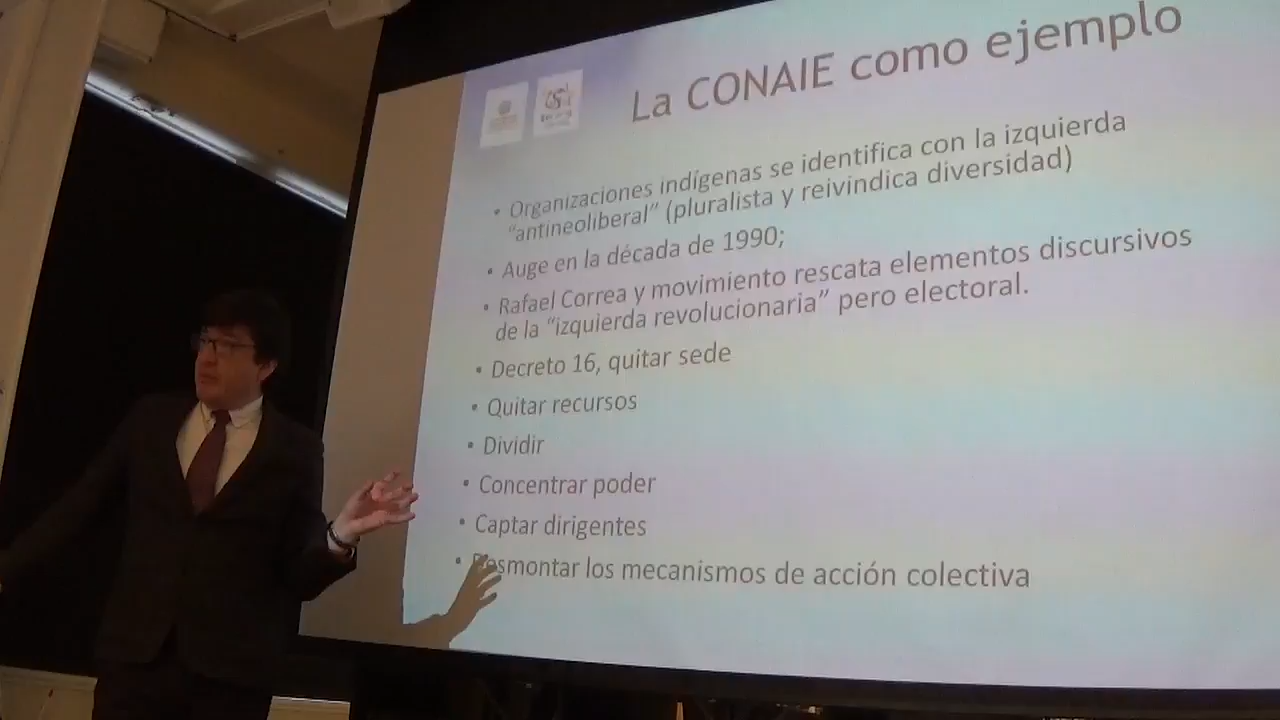 La CONAIE como ejemplo
• Organizaciones indígenas se identifica con la izquierda
"antineoliberal" (pluralista y reivindica diversidad)
• Auge en la década de 1990;
• Rafael Correa y movimiento rescata elementos discursivos
de la "izquierda revolucionaria" pero electoral.
• Decreto 16, quitar sede
• Quitar recursos
• Dividir
• Concentrar poder
• Captar dirigentes
• Desmontar los mecanismos de acción colectiva